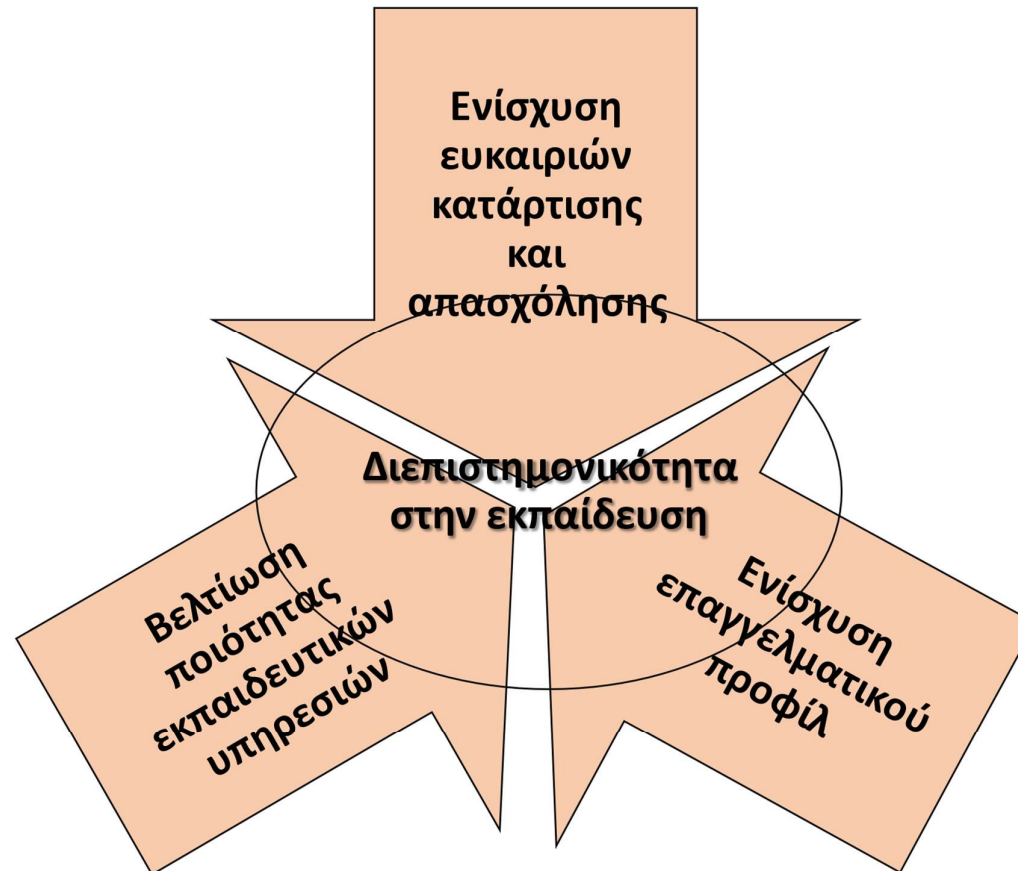 Ενίσχυση
ευκαιριών
κατάρτισης
και
απασχόλησης
Διεπιστημονικότητα
στην εκπαίδευση
Βελτίωση
ποιότητας
εκπαιδευτικών
υπηρεσιών
Ενίσχυση
επαγγελματικού
προφίλ